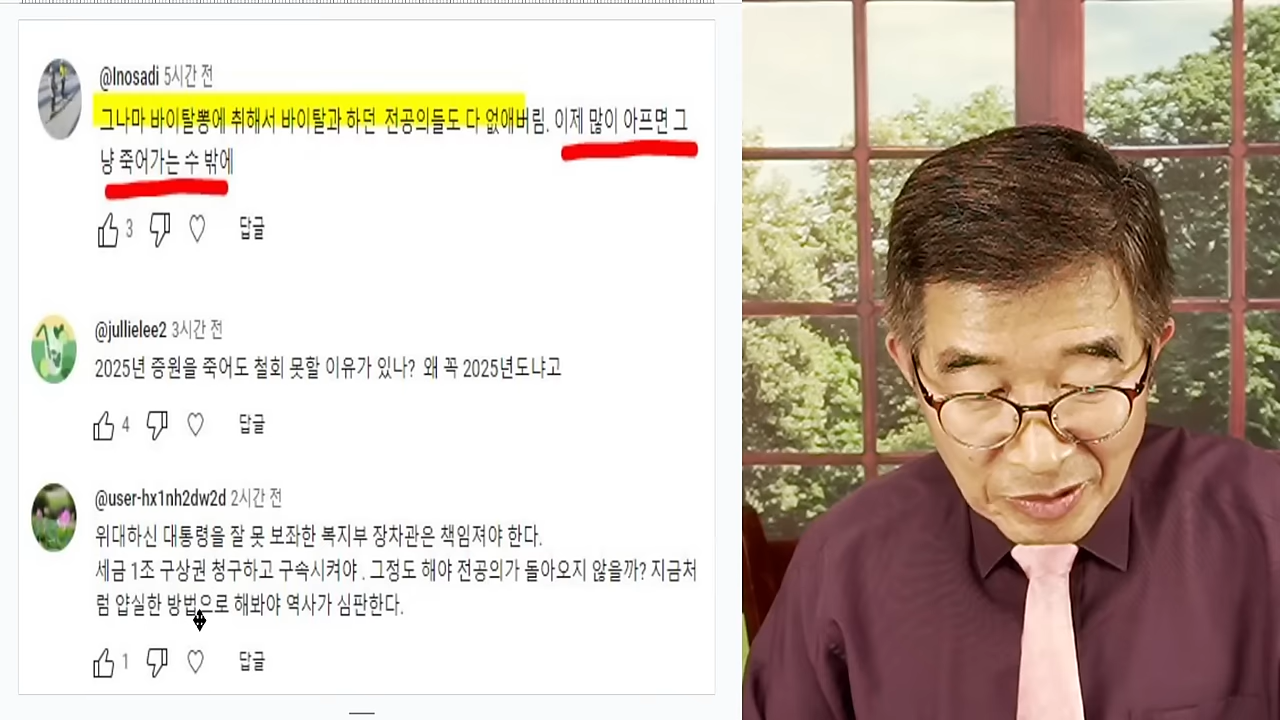 @Inosadi 5시간 전
그나마 바이탈뽕에 취해서 바이탈과 하던 전공의들도 다 없애버림. 이제 많이 아프면 그
냥 죽어가는 수 밖에
3 답글
@jullielee2 3시간 전
2025년 증원을 죽어도 철회 못할 이유가 있나? 왜 꼭 2025년도냐고
4 답글
@user-hx1nh2dw2d 2시간 전
위대하신 대통령을 잘 못 보좌한 복지부 장차관은 책임져야 한다.
세금 1조 구상권 청구하고 구속시켜야 . 그정도 해야 전공의가 돌아오지 않을까? 지금처
럼 얍실한 방법으로 해봐야 역사가 심판한다.
1 답글